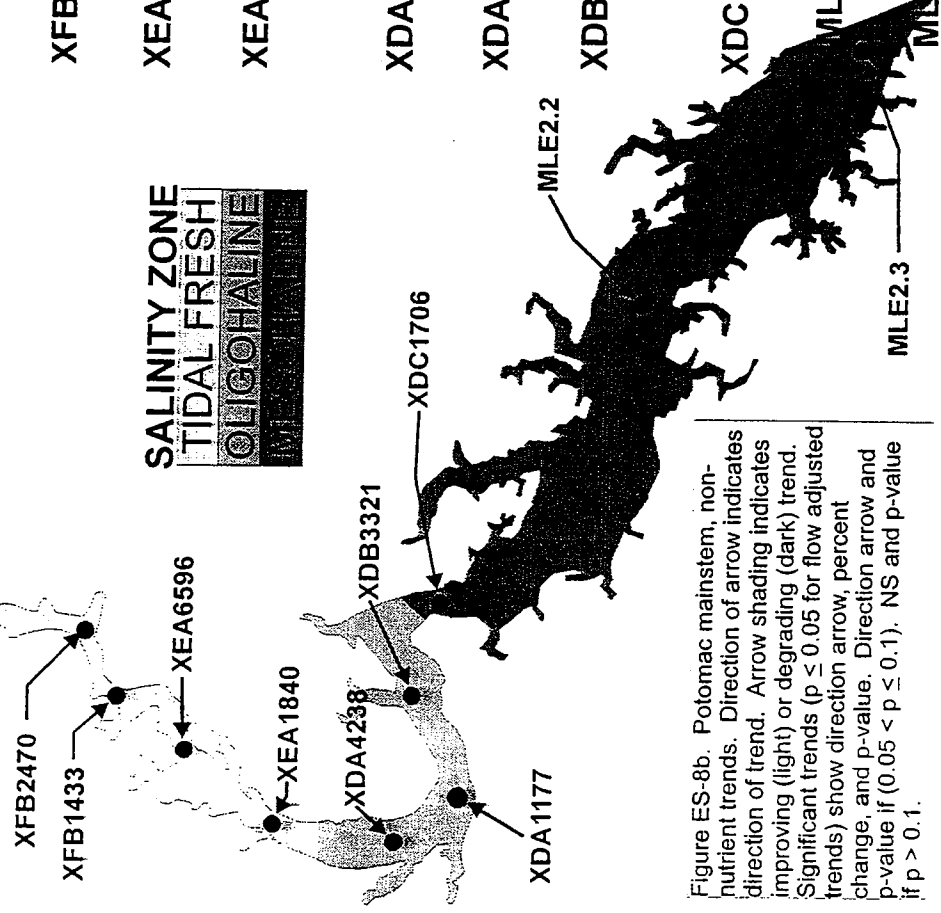 XFB2470
XFB1433
XEA6596
XEA1840
XDA4238
XDA1177
XDB3321
XDC1706
MLE2.2
MLE2.3
SALINITY ZONE
TIDAL FRESH
OLIGOHALINE
MESOHALINE
XFB
XEA
XEA
XDA
XDA
XDB
XDC
ML
ML
Figure ES-8b. Potomac mainstem, non-
nutrient trends. Direction of arrow indicates
direction of trend. Arrow shading indicates
improving (light) or degrading (dark) trend.
Significant trends (p ≤ 0.05 for flow adjusted
trends) show direction arrow, percent
change, and p-value. Direction arrow and
p-value if (0.05 < p ≤ 0.1). NS and p-value
if p > 0.1.